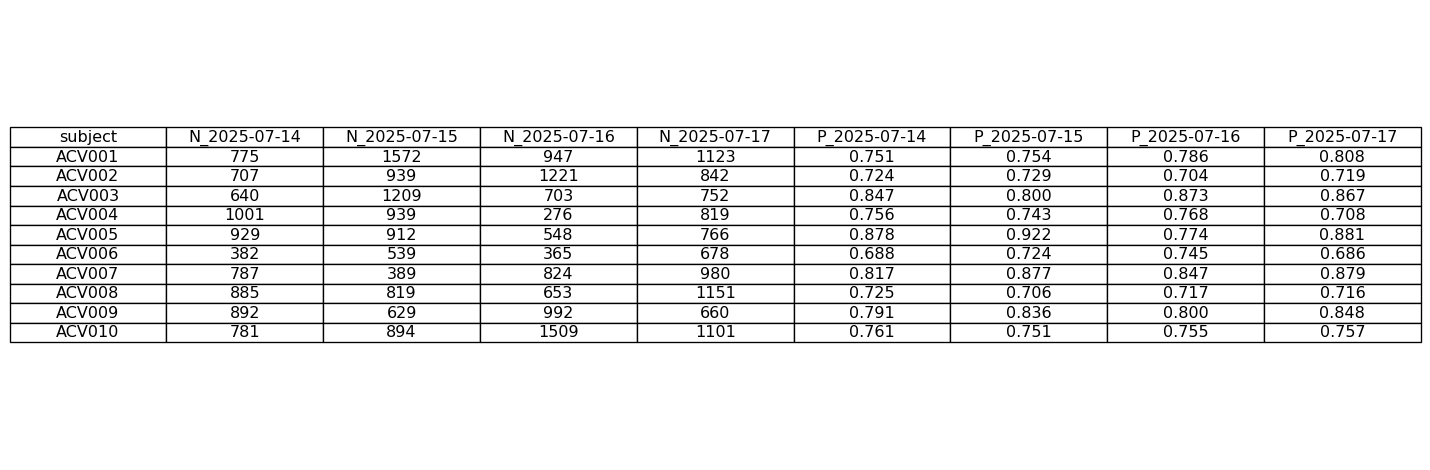 subject N_2025-07-14 N_2025-07-15 N_2025-07-16 N_2025-07-17 P_2025-07-14 P_2025-07-15 P_2025-07-16 P_2025-07-17
ACV001 775 1572 947 1123 0.751 0.754 0.786 0.808
ACV002 707 939 1221 842 0.724 0.729 0.704 0.719
ACV003 640 1209 703 752 0.847 0.800 0.873 0.867
ACV004 1001 939 276 819 0.756 0.743 0.768 0.708
ACV005 929 912 548 766 0.878 0.922 0.774 0.881
ACV006 382 539 365 678 0.688 0.724 0.745 0.686
ACV007 787 389 824 980 0.817 0.877 0.847 0.879
ACV008 885 819 653 1151 0.725 0.706 0.717 0.716
ACV009 892 629 992 660 0.791 0.836 0.800 0.848
ACV010 781 894 1509 1101 0.761 0.751 0.755 0.757